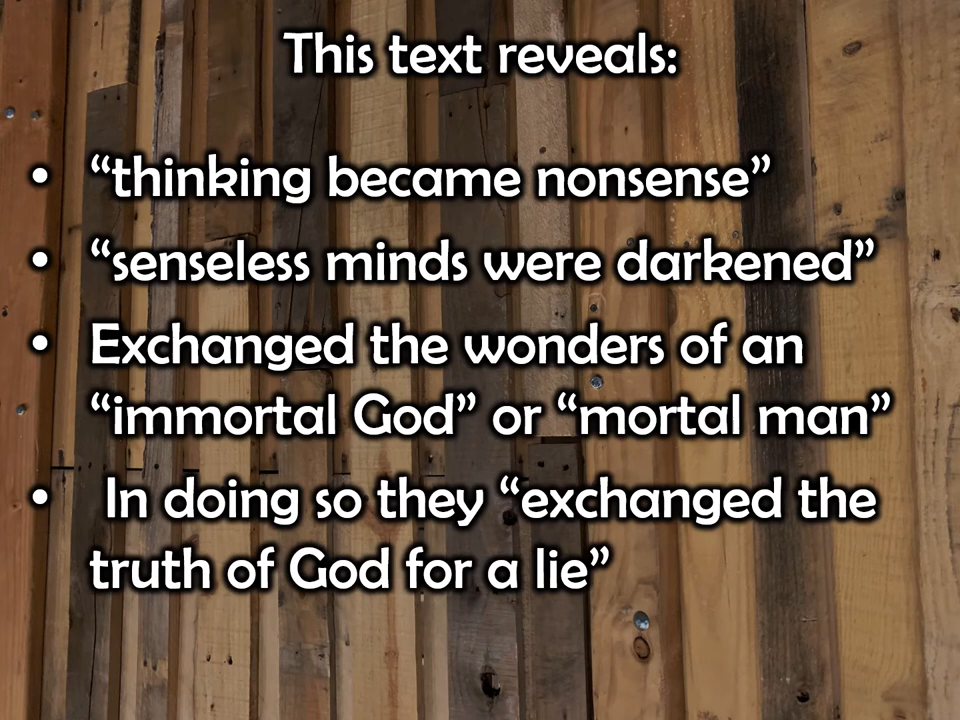 This text reveals:
• “thinking became nonsense”
• “senseless minds were darkened”
• Exchanged the wonders of an
“immortal God” or “mortal man”
• In doing so they “exchanged the
truth of God for a lie”